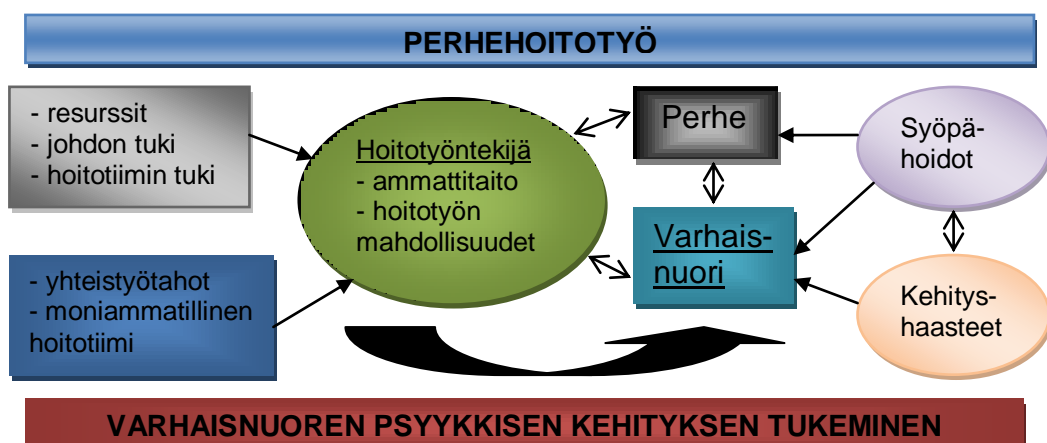 PERHEHOITOTYÖ
- resurssit
- johdon tuki
- hoitotiimin tuki
Hoitotyöntekijä
- ammattitaito
- hoitotyön
mahdollisuudet
Perhe
Syöpä-
hoidot
- yhteistyötahot
- moniammatillinen
hoitotiimi
Varhais-
nuori
Kehitys-
haasteet
VARHAISNUOREN PSYYKKISEN KEHITYKSEN TUKEMINEN